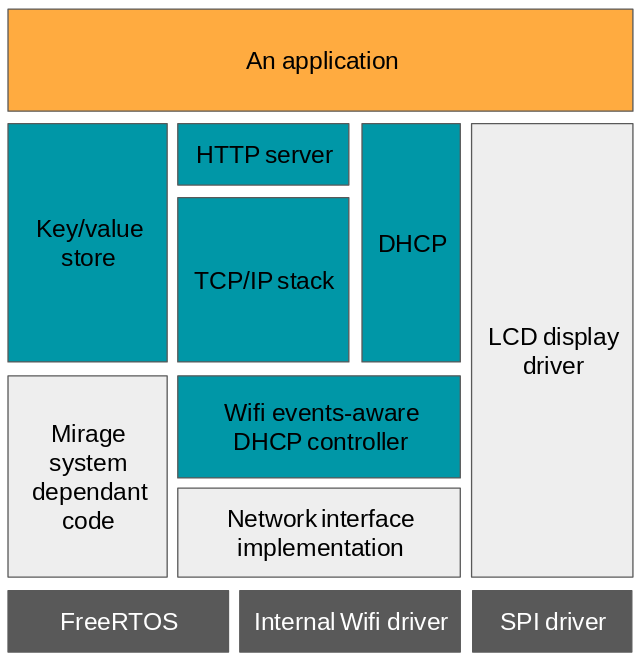 An application
HTTP server
Key/value
store
DHCP
TCP/IP stack
LCD display
driver
Wifi events-aware
DHCP controller
Mirage
system
dependant
code
Network interface
implementation
FreeRTOS
Internal Wifi driver
SPI driver